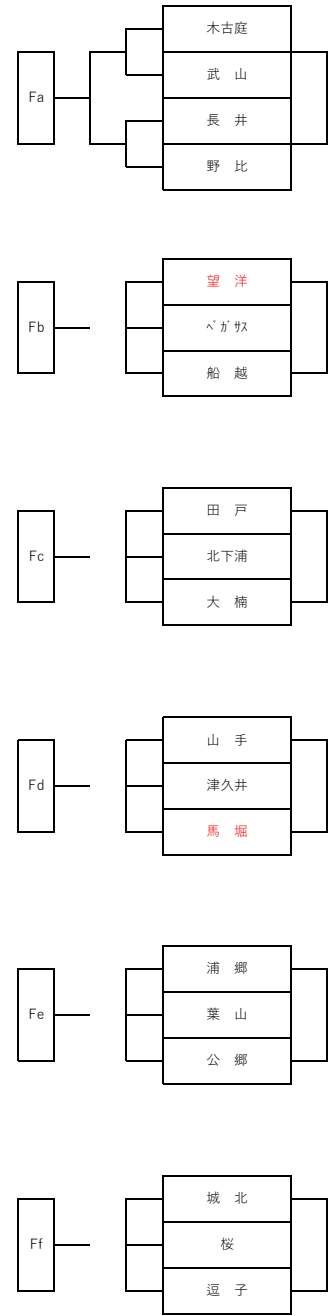 木古庭
武　山
Fa
長　井
野　比
望　洋
Fb
ﾍﾟｶﾞｻｽ
船　越
田　戸
Fc
北下浦
大　楠
山　手
Fd
津久井
馬　堀
浦　郷
Fe
葉　山
公　郷
城　北
Ff
桜
逗　子